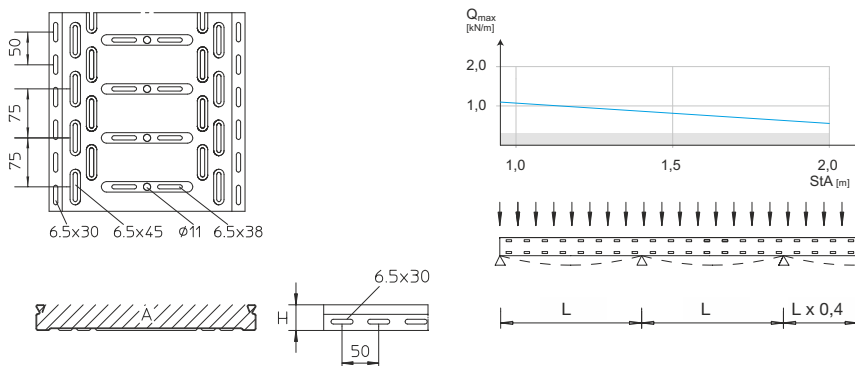 50
75
75
6.5x30
6.5x45
ø11
6.5x38
A
H
6.5x30
50
Qmax
[kN/m]
2,0
1,0
1,0
1,5
2,0
StA [m]
L
L
L x 0,4